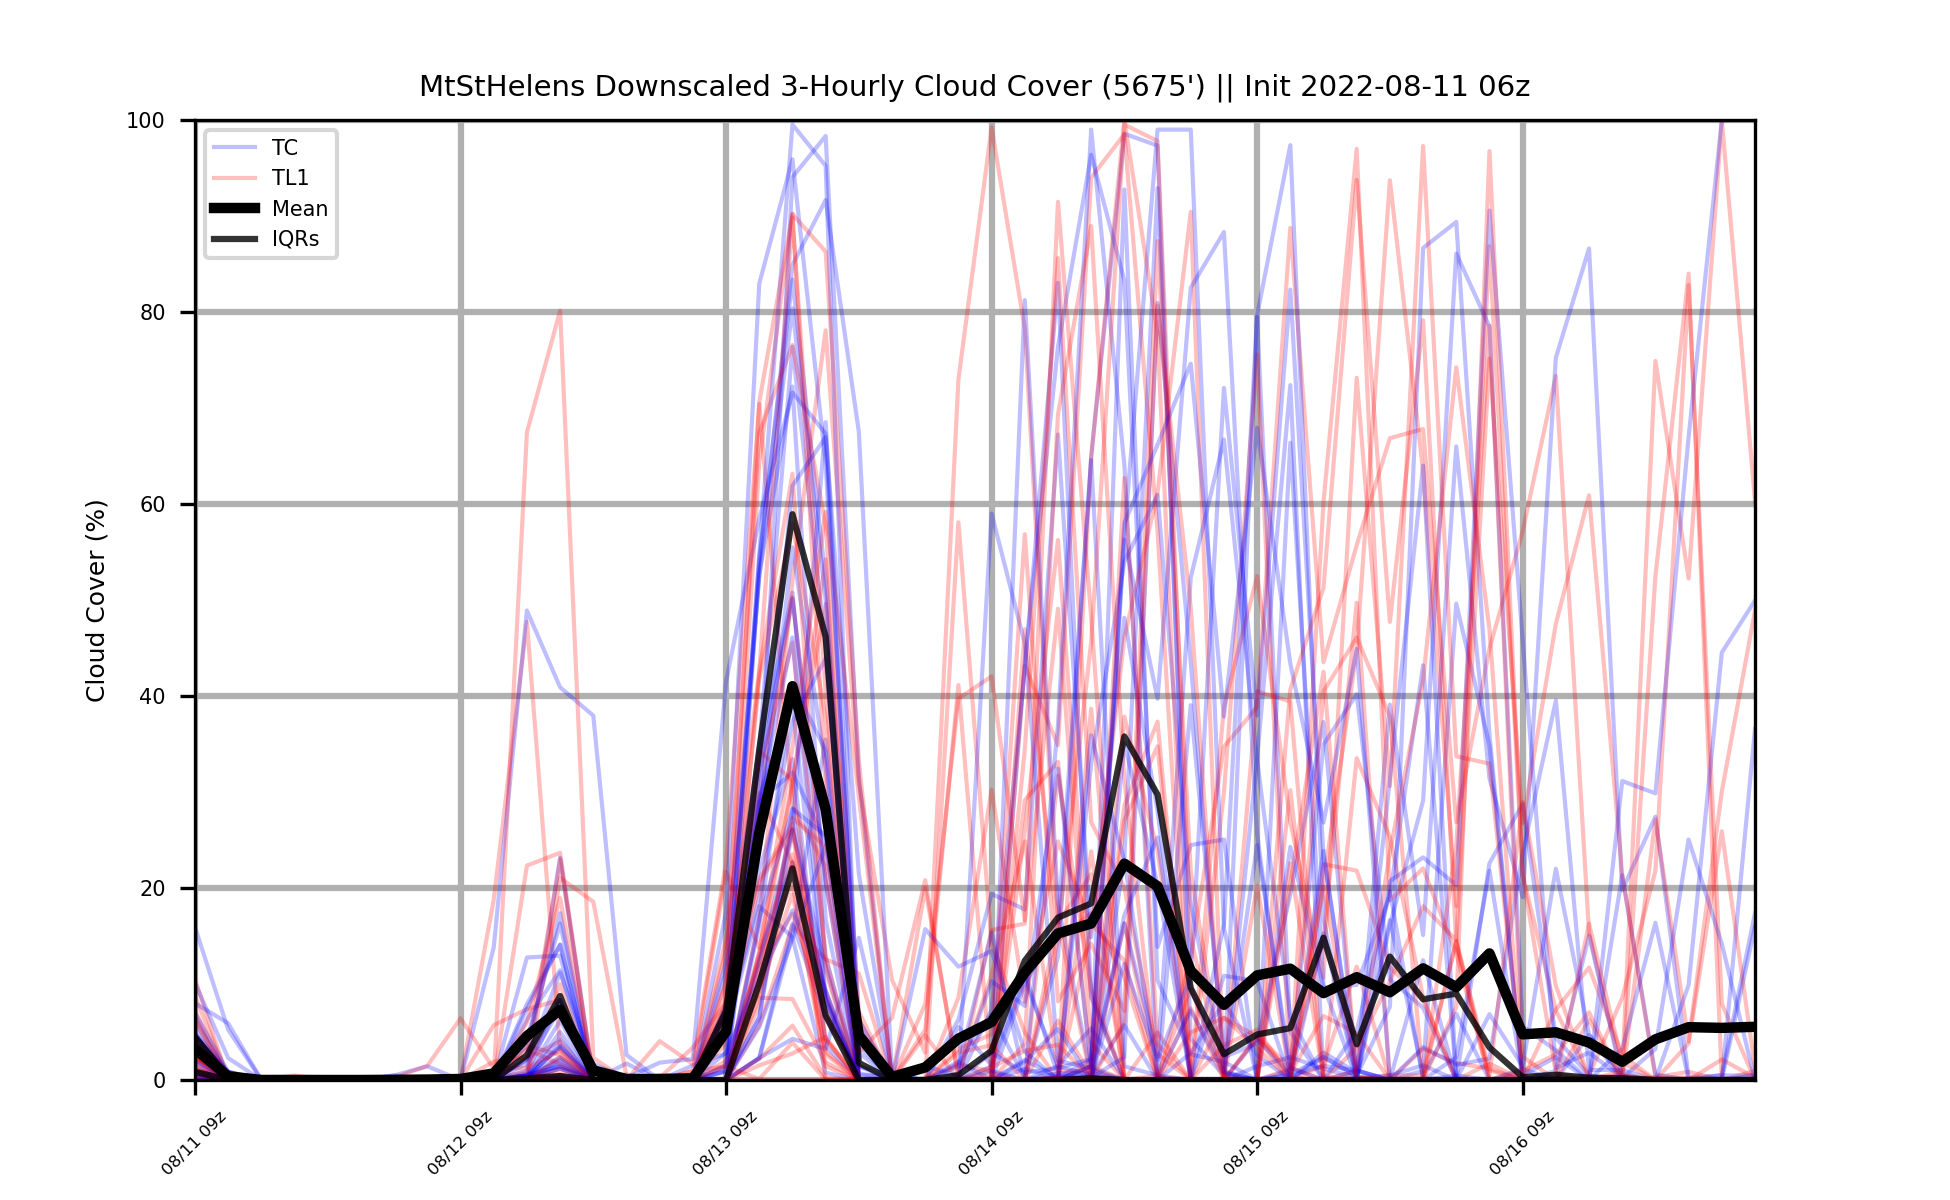 MtStHelens Downscaled 3-Hourly Cloud Cover (5675') || Init 2022-08-11 06z
100
80
60
40
20
0
Cloud Cover (%)
TC
TL1
Mean
IQRs
08/11 09z
08/12 09z
08/13 09z
08/14 09z
08/15 09z
08/16 09z